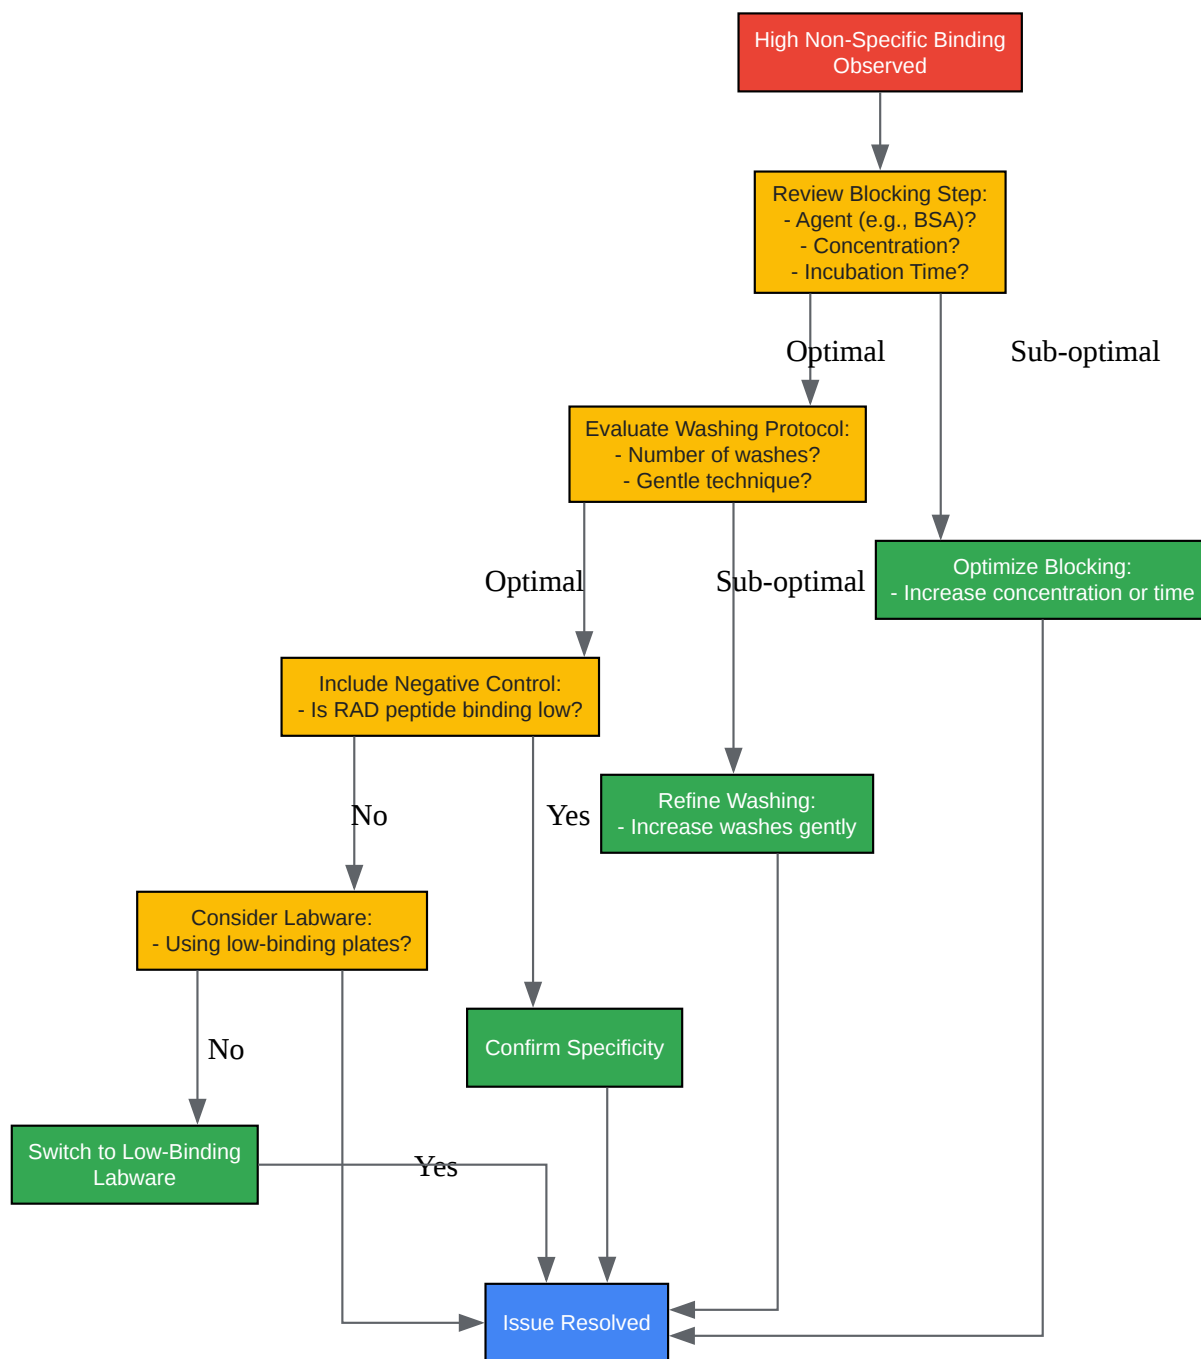 High Non-Specific Binding
Observed
Review Blocking Step:
- Agent (e.g., BSA)?
- Concentration?
- Incubation Time?
Optimal
Sub-optimal
Evaluate Washing Protocol:
- Number of washes?
- Gentle technique?
Optimize Blocking:
- Increase concentration or time
Optimal
Sub-optimal
Include Negative Control:
- Is RAD peptide binding low?
Refine Washing:
- Increase washes gently
No
Yes
Consider Labware:
- Using low-binding plates?
Confirm Specificity
No
Switch to Low-Binding
Labware
Yes
Issue Resolved